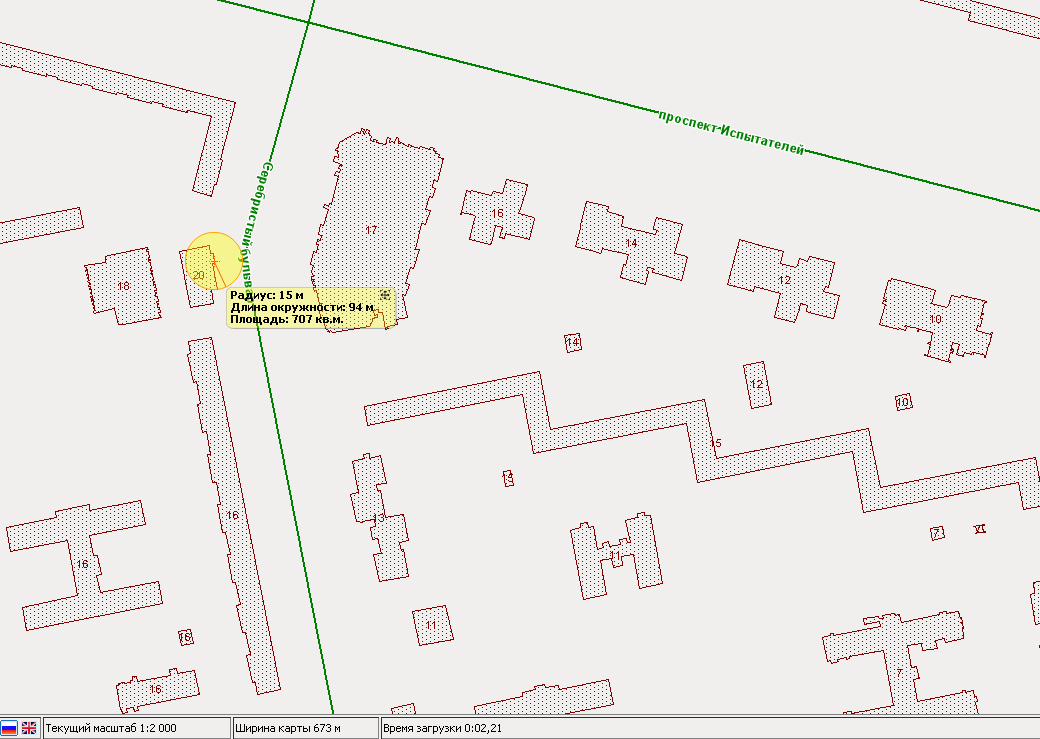 проспект Испытателей
Серебристый бульвар
16
17
14
12
18
20
10
Радиус: 15 м
Длина окружности: 94 м
Площадь: 707 кв.м.
14
12
10
15
13
16
13
11
7
16
11
16
7
16
Текущий масштаб 1:2 000
Ширина карты 673 м
Время загрузки 0:02,21